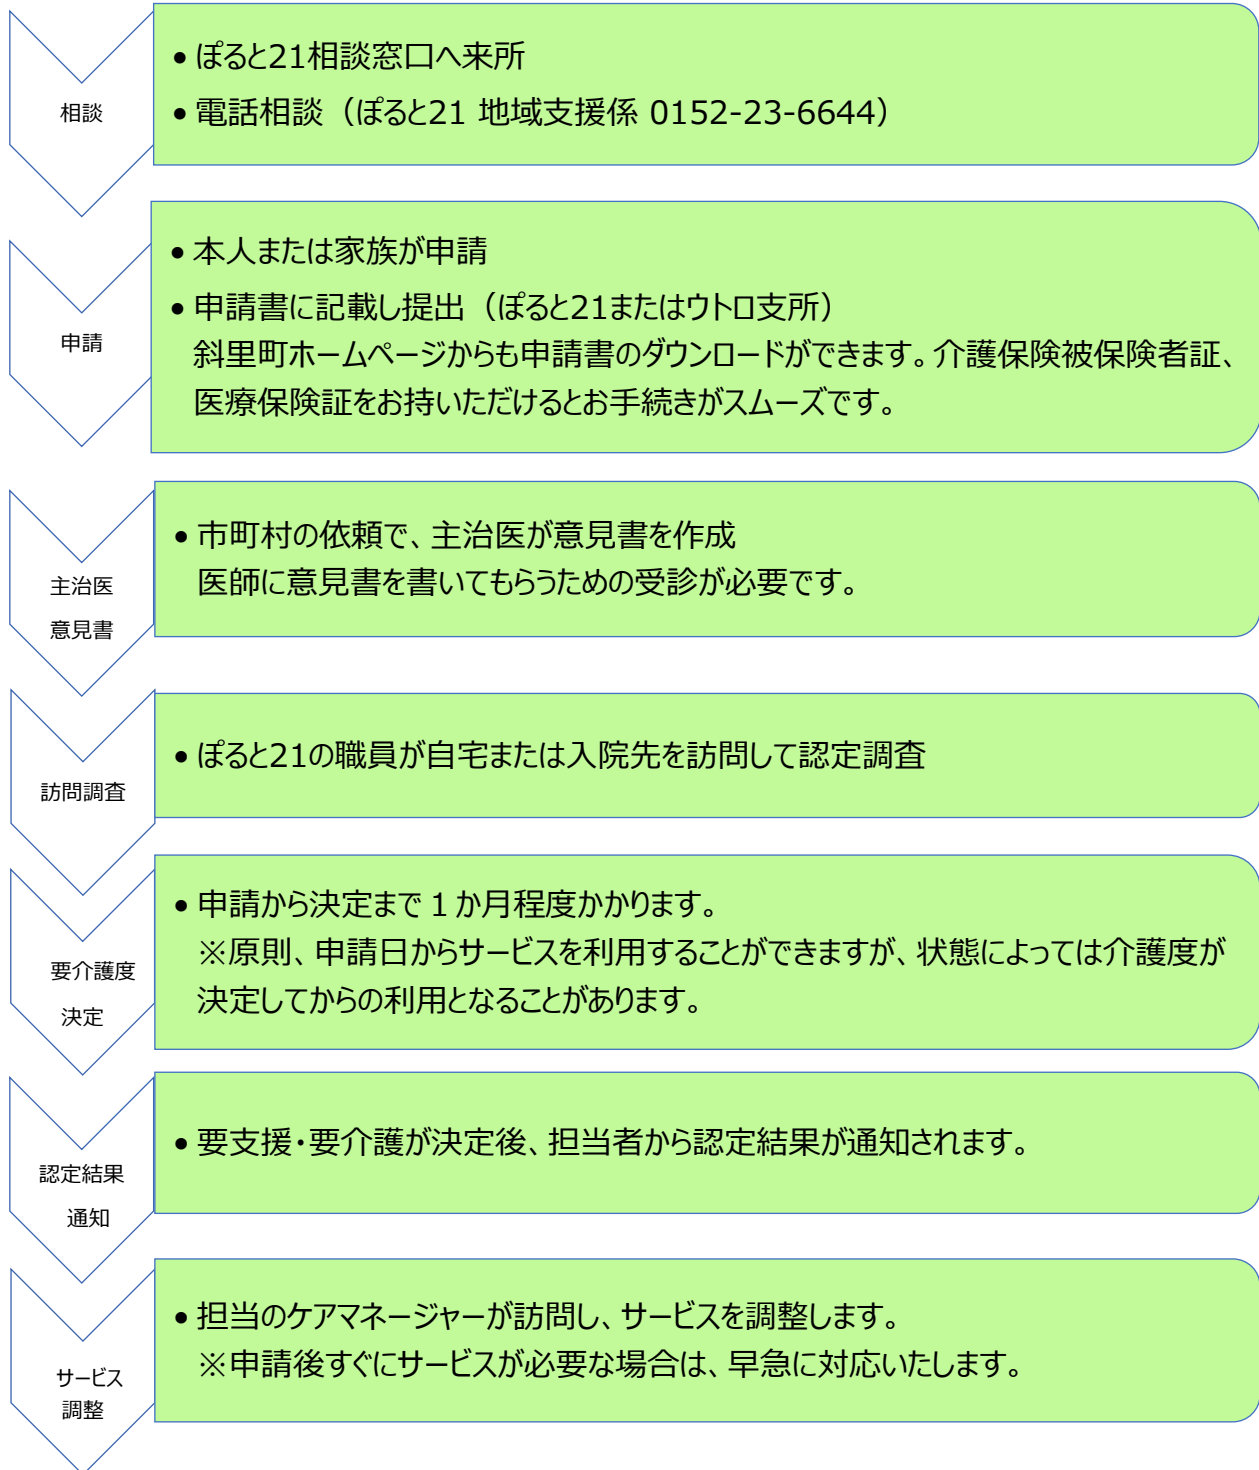 相談
• ぽると21相談窓口へ来所
• 電話相談（ぽると21 地域支援係 0152-23-6644）
申請
• 本人または家族が申請
• 申請書に記載し提出（ぽると21またはウトロ支所）
斜里町ホームページからも申請書のダウンロードができます。介護保険被保険者証、
医療保険証をお持いただけるとお手続きがスムーズです。
主治医
意見書
• 市町村の依頼で、主治医が意見書を作成
医師に意見書を書いてもらうための受診が必要です。
訪問調査
• ぽると21の職員が自宅または入院先を訪問して認定調査
要介護度
決定
• 申請から決定まで１か月程度かかります。
※原則、申請日からサービスを利用することができますが、状態によっては介護度が
決定してからの利用となることがあります。
認定結果
通知
• 要支援・要介護が決定後、担当者から認定結果が通知されます。
サービス
調整
• 担当のケアマネージャーが訪問し、サービスを調整します。
※申請後すぐにサービスが必要な場合は、早急に対応いたします。